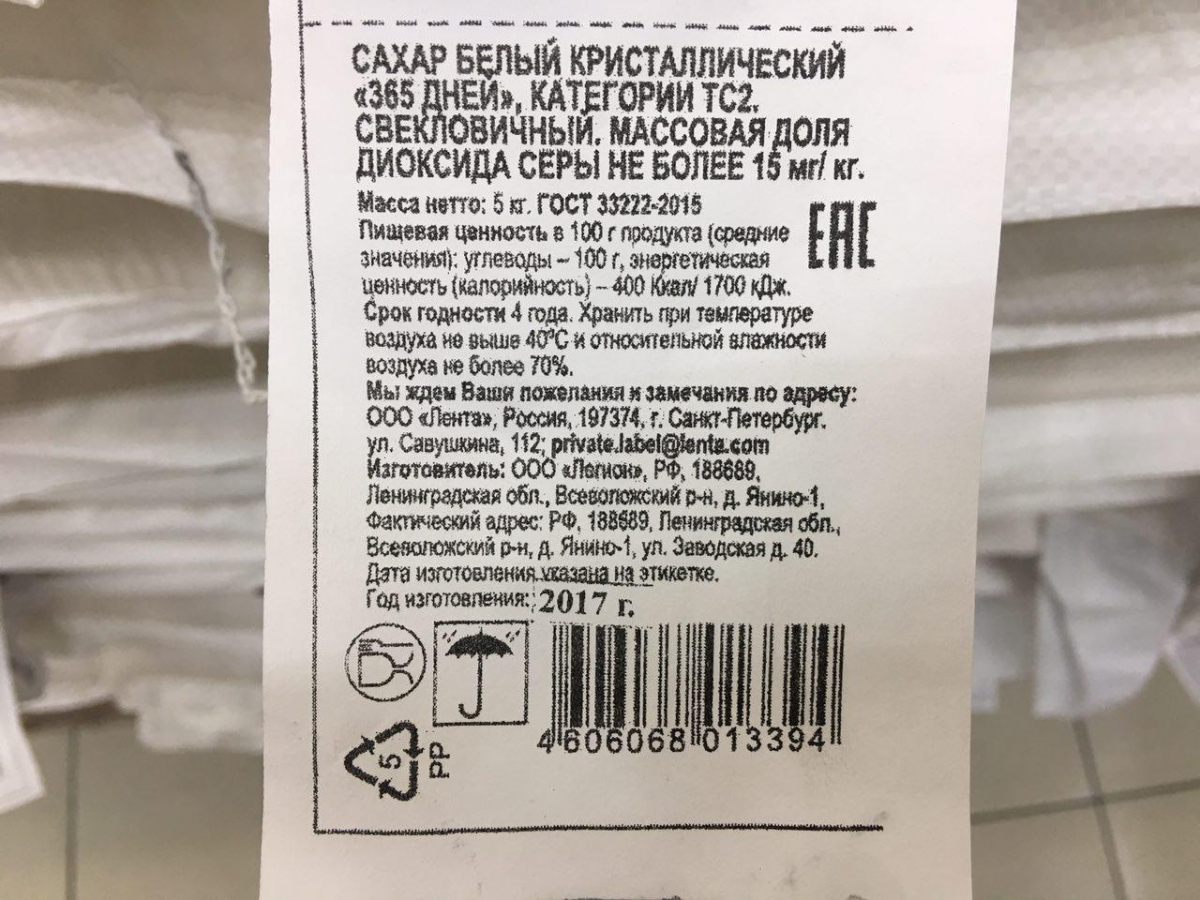 САХАР БЕЛЫЙ КРИСТАЛЛИЧЕСКИЙ
«365 ДНЕЙ», КАТЕГОРИИ ТС2.
СВЕКЛОВИЧНЫЙ. МАССОВАЯ ДОЛЯ
ДИОКСИДА СЕРЫ НЕ БОЛЕЕ 15 мг/ кг.
Масса нетто: 5 кг. ГОСТ 33222-2015
EAC
Пищевая ценность в 100 г продукта (средние
значения): углеводы – 100 г, энергетическая
ценность (калорийность) – 400 Ккал/ 1700 кДж.
Срок годности 4 года. Хранить при температуре
воздуха не выше 40°С и относительной влажности
воздуха не более 70%.
Мы ждем Ваши пожелания и замечания по адресу:
ООО «Лента», Россия, 197374, г. Санкт-Петербург.
ул. Савушкина, 112; private.label@lenta.com
Изготовитель: ООО «Легион», РФ, 188689,
Ленинградская обл., Всеволожский р-н, д. Янино-1,
Фактический адрес: РФ, 188689, Ленинградская обл.,
Всеволожский р-н, д. Янино-1, ул. Заводская д. 40.
Дата изготовления указана на этикетке.
Год изготовления: 2017 г.
4 606068 013394
5
PP